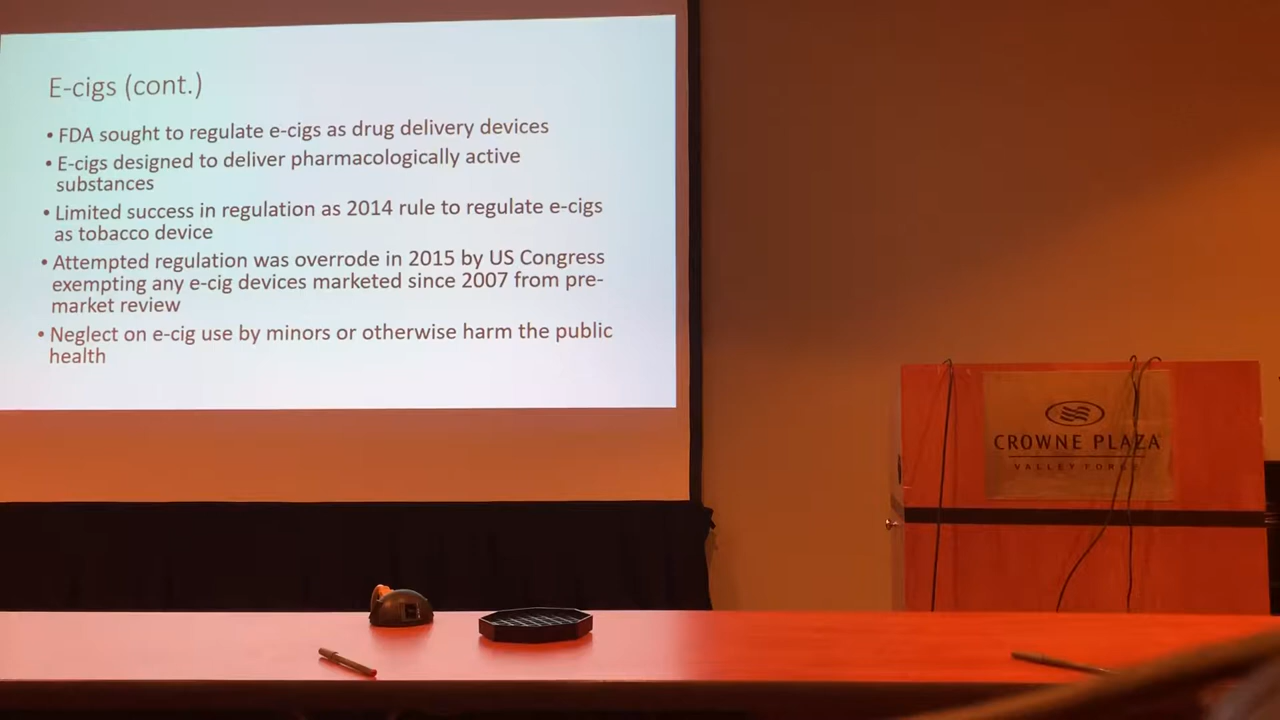 E-cigs (cont.)
• FDA sought to regulate e-cigs as drug delivery devices
• E-cigs designed to deliver pharmacologically active
substances
• Limited success in regulation as 2014 rule to regulate e-cigs
as tobacco device
• Attempted regulation was overrode in 2015 by US Congress
exempting any e-cig devices marketed since 2007 from pre-
market review
• Neglect on e-cig use by minors or otherwise harm the public
health
CROWNE PLAZA
VALLEY FORGE